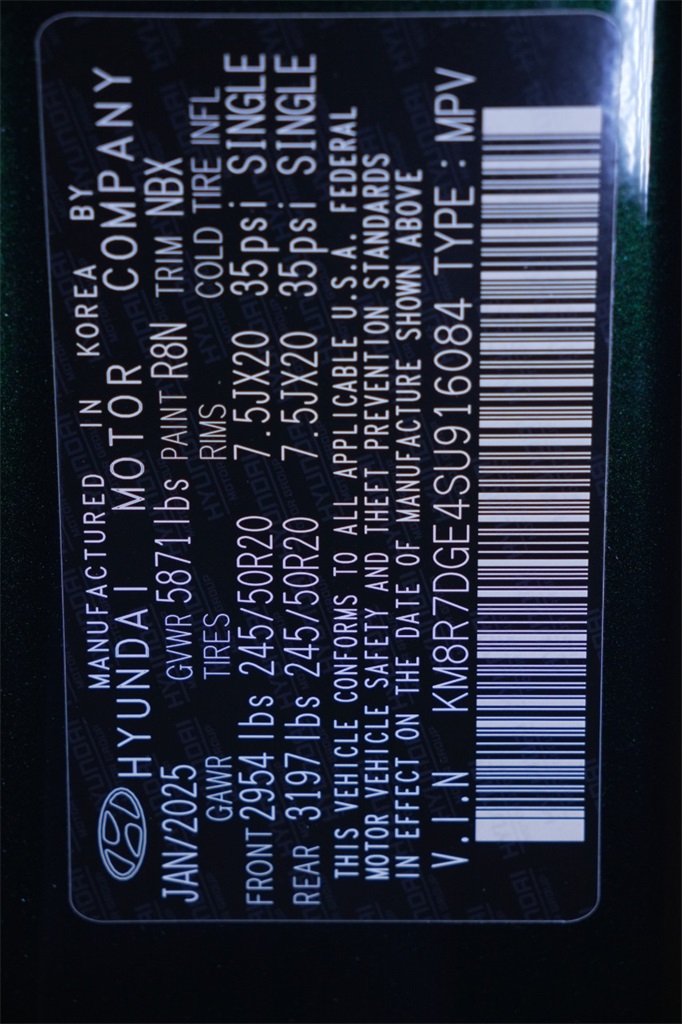 MANUFACTURED IN KOREA BY
HYUNDAI MOTOR COMPANY
JAN/2025 GVWR 5871lbs PAINT R8N TRIM NBX
GAWR TIRES RIMS COLD TIRE INFL
FRONT 2954 lbs 245/50R20 7.5JX20 35psi SINGLE
REAR 3197 lbs 245/50R20 7.5JX20 35psi SINGLE
THIS VEHICLE CONFORMS TO ALL APPLICABLE U.S.A. FEDERAL
MOTOR VEHICLE SAFETY AND THEFT PREVENTION STANDARDS
IN EFFECT ON THE DATE OF MANUFACTURE SHOWN ABOVE
V.I.N KM8R7DGE4SU916084 TYPE : MPV